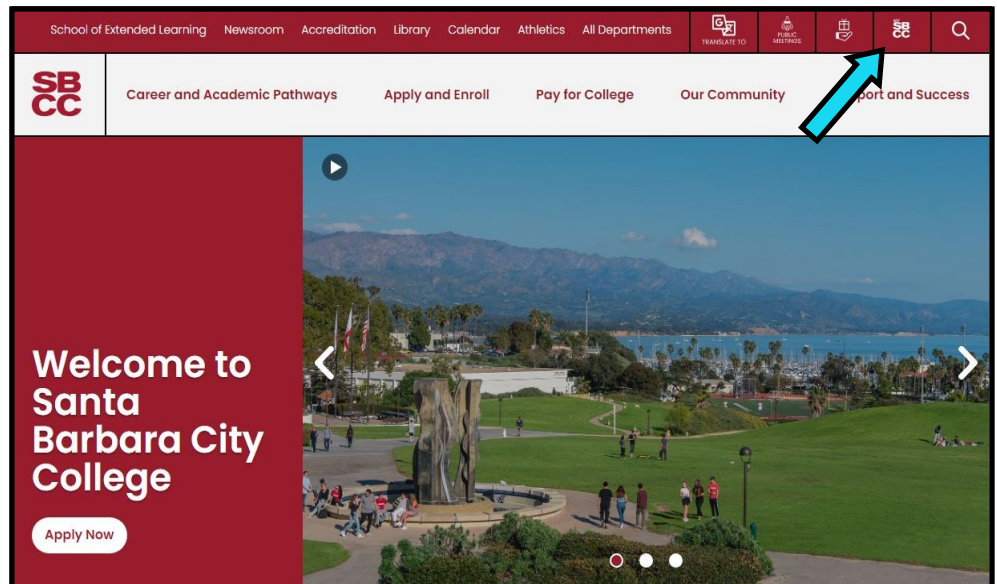 School of Extended Learning Newsroom Accreditation Library Calendar Athletics All Departments
TRANSLATE TO
PUBLIC MEETINGS
SB
CC
SB
CC
Career and Academic Pathways Apply and Enroll Pay for College Our Community and Success
Welcome to
Santa
Barbara City
College
Apply Now